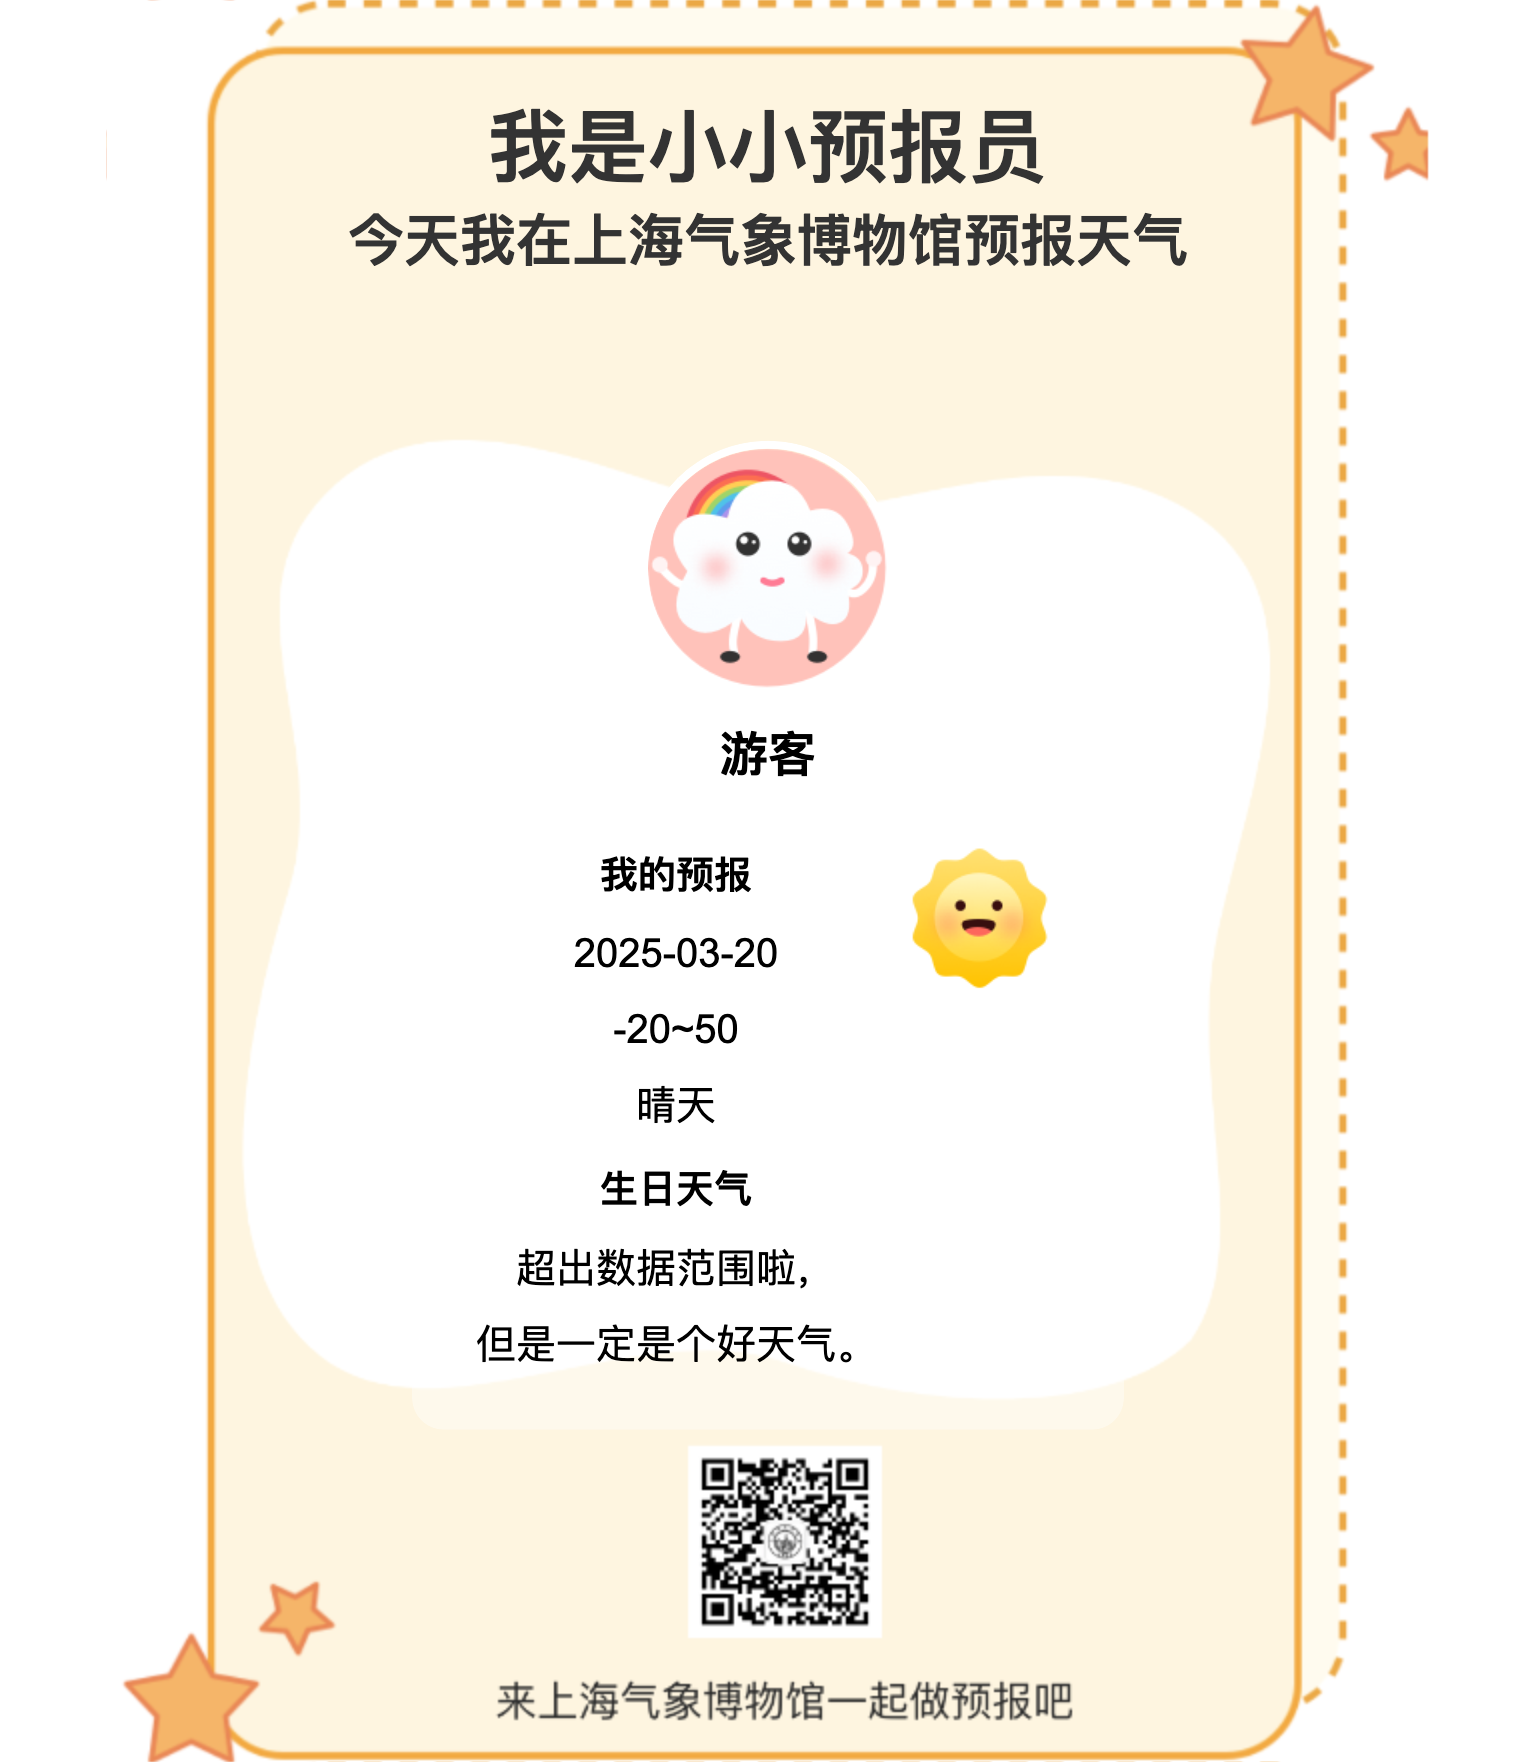 我是小小预报员
今天我在上海气象博物馆预报天气
游客
我的预报
2025-03-20
-20~50
晴天
生日天气
超出数据范围啦，
但是一定是个好天气。
来上海气象博物馆一起做预报吧